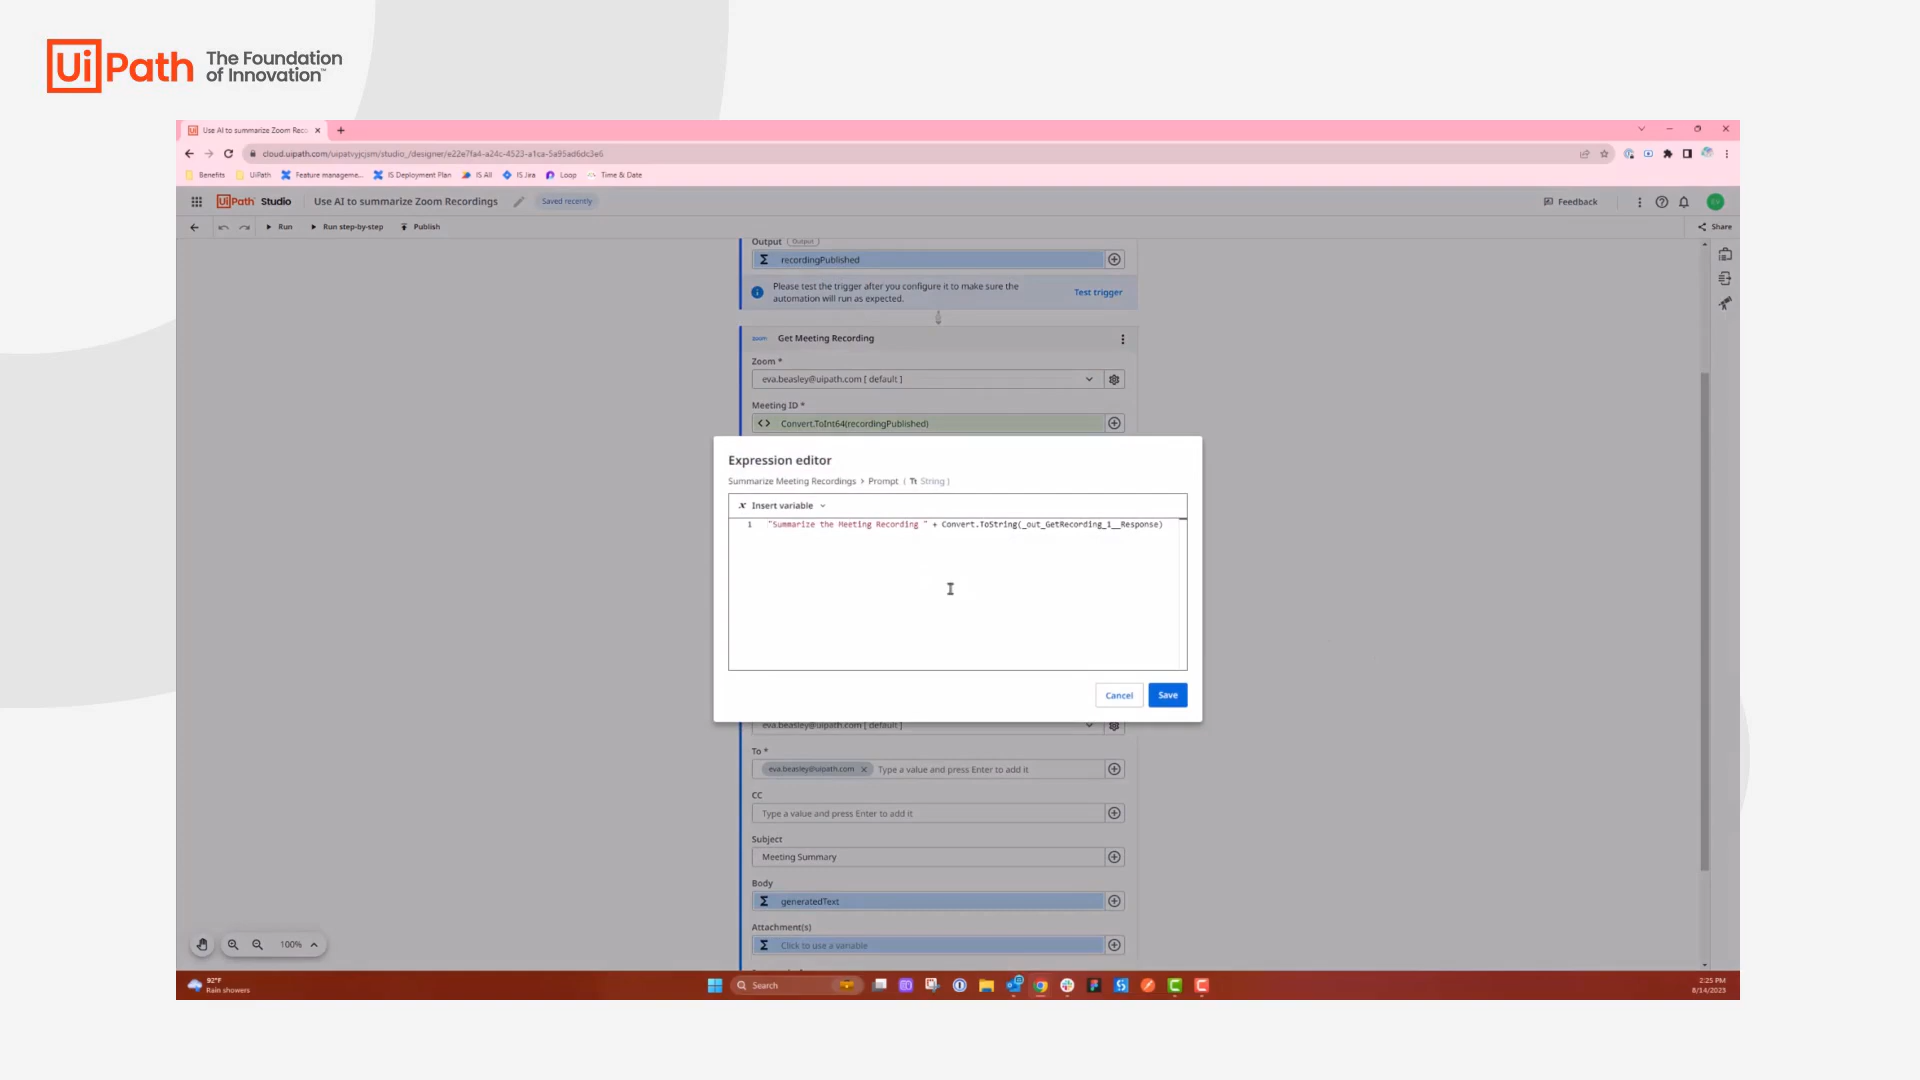 UiPath The Foundation
of Innovation™
Use AI to summarize Zoom Reco
cloud.uipath.com/uipatvyjcjsm/studio_/designer/e22e7fa4-a24c-4523-a1ca-5a95ad6dc3e6
Benefits UiPath Feature manageme... IS Deployment Plan IS All IS Jira Loop Time & Date
UiPath Studio Use AI to summarize Zoom Recordings Saved recently Feedback EV
Run Run step-by-step Publish Share
Output Output
recordingPublished
Please test the trigger after you configure it to make sure the
automation will run as expected.
Test trigger
zoom Get Meeting Recording
Zoom *
eva.beasley@uipath.com [ default ]
Meeting ID *
Convert.ToInt64(recordingPublished)
Expression editor
Summarize Meeting Recordings > Prompt ( Tt String )
x Insert variable
1 "Summarize the Meeting Recording " + Convert.ToString(_out_GetRecording_1__Response)
Cancel Save
eva.beasley@uipath.com [ default ]
To *
eva.beasley@uipath.com Type a value and press Enter to add it
CC
Type a value and press Enter to add it
Subject
Meeting Summary
Body
generatedText
Attachment(s)
Click to use a variable
100%
92°F
Rain showers
Search
2:25 PM
8/14/2023